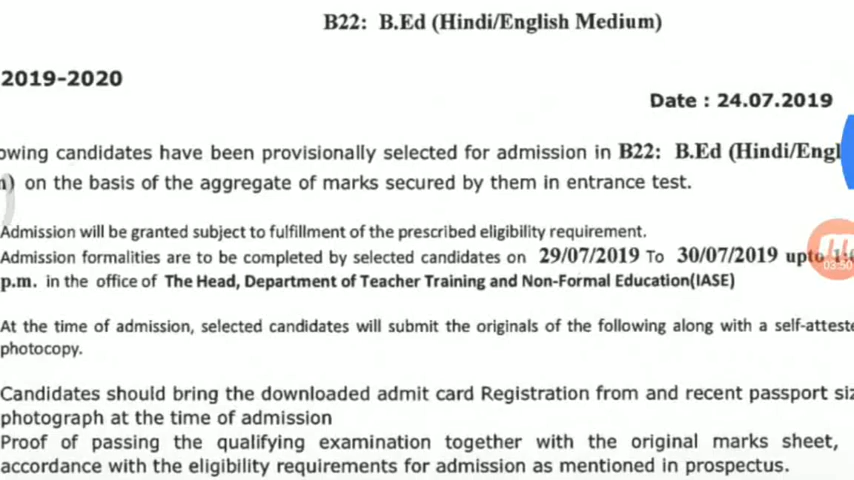 B22: B.Ed (Hindi/English Medium)
2019-2020
Date : 24.07.2019
owing candidates have been provisionally selected for admission in B22: B.Ed (Hindi/Engl
) on the basis of the aggregate of marks secured by them in entrance test.
Admission will be granted subject to fulfillment of the prescribed eligibility requirement.
Admission formalities are to be completed by selected candidates on 29/07/2019 To 30/07/2019 upto
03:50
p.m. in the office of The Head, Department of Teacher Training and Non-Formal Education(IASE)
At the time of admission, selected candidates will submit the originals of the following along with a self-atteste
photocopy.
Candidates should bring the downloaded admit card Registration from and recent passport siz
photograph at the time of admission
Proof of passing the qualifying examination together with the original marks sheet,
accordance with the eligibility requirements for admission as mentioned in prospectus.